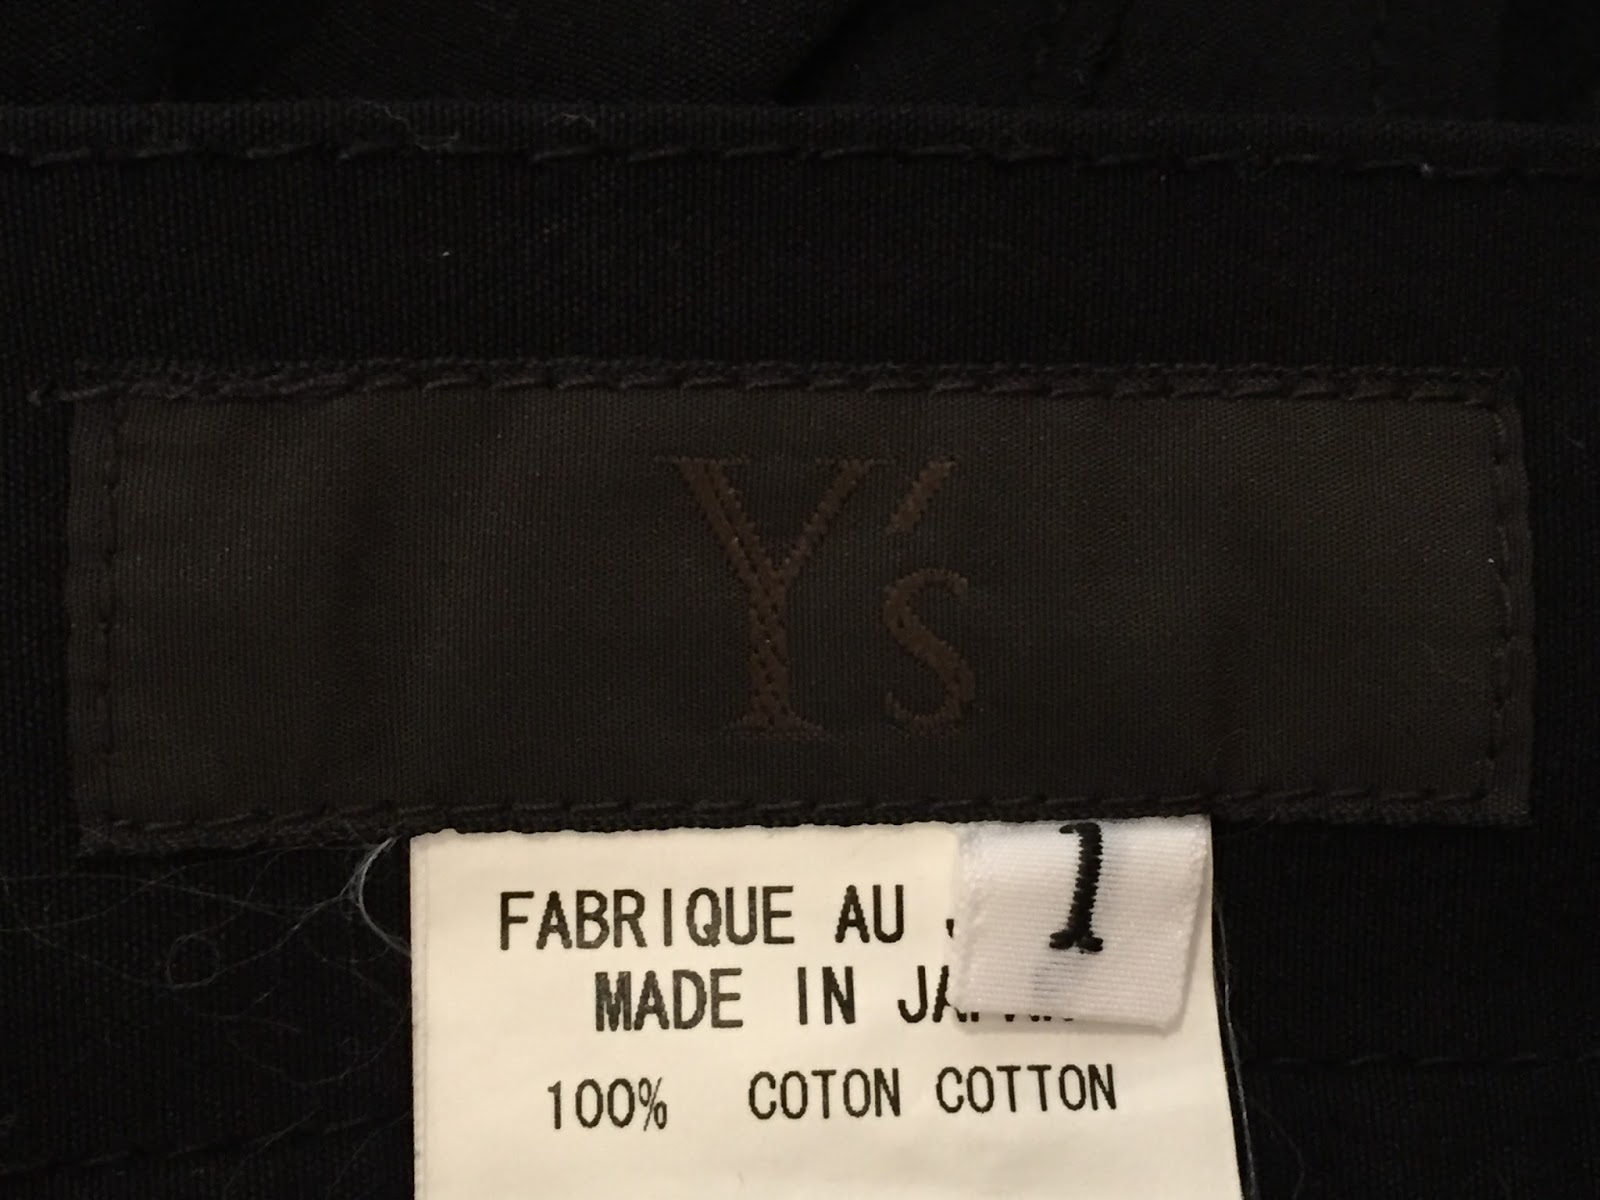 Y's
1
FABRIQUE AU
MADE IN
100% COTON COTTON